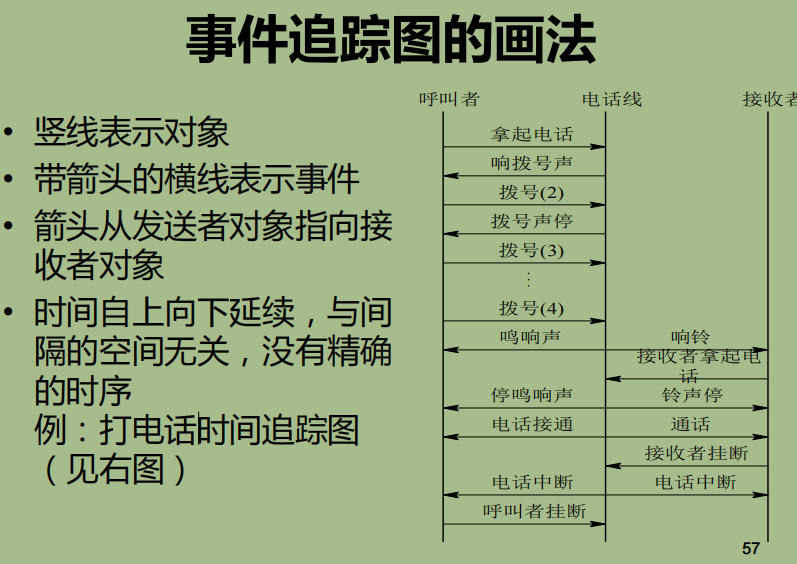 事件追踪图的画法
• 竖线表示对象
• 带箭头的横线表示事件
• 箭头从发送者对象指向接
收者对象
• 时间自上向下延续，与间
隔的空间无关，没有精确
的时序
例：打电话时间追踪图
（见右图）
呼叫者 电话线 接收者
拿起电话
响拨号声
拨号(2)
拨号声停
拨号(3)
⋮
拨号(4)
鸣响声 响铃
接收者拿起电
话
停鸣响声 铃声停
电话接通 通话
接收者挂断
电话中断 电话中断
呼叫者挂断
57